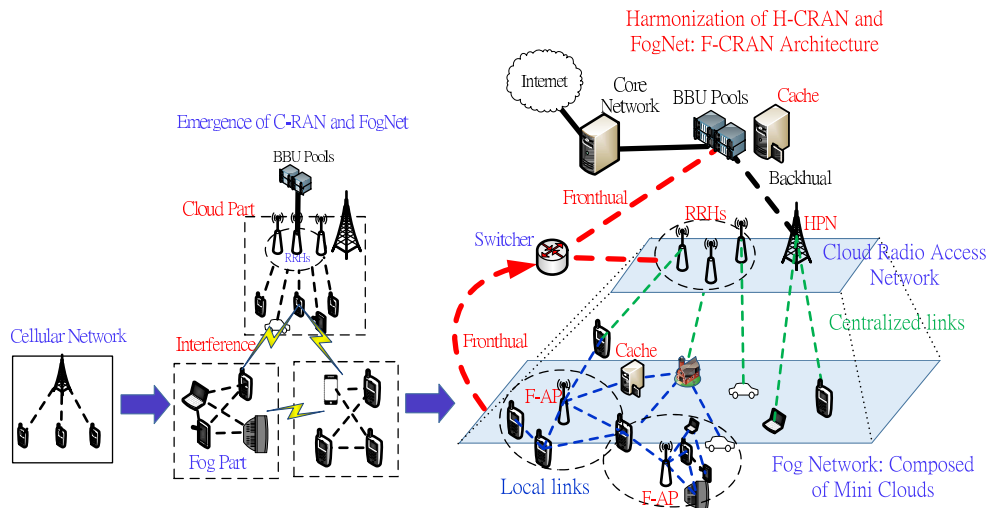 Harmonization of H-CRAN and
FogNet: F-CRAN Architecture
Internet
Core
Network
BBU Pools
Cache
Emergence of C-RAN and FogNet
BBU Pools
Cloud Part
RRHs
Fronthual
Backhual
RRHs
HPN
Switcher
Cloud Radio Access
Network
Cellular Network
Interference
Fronthual
Cache
Centralized links
F-AP
Fog Part
Local links
F-AP
Fog Network: Composed
of Mini Clouds